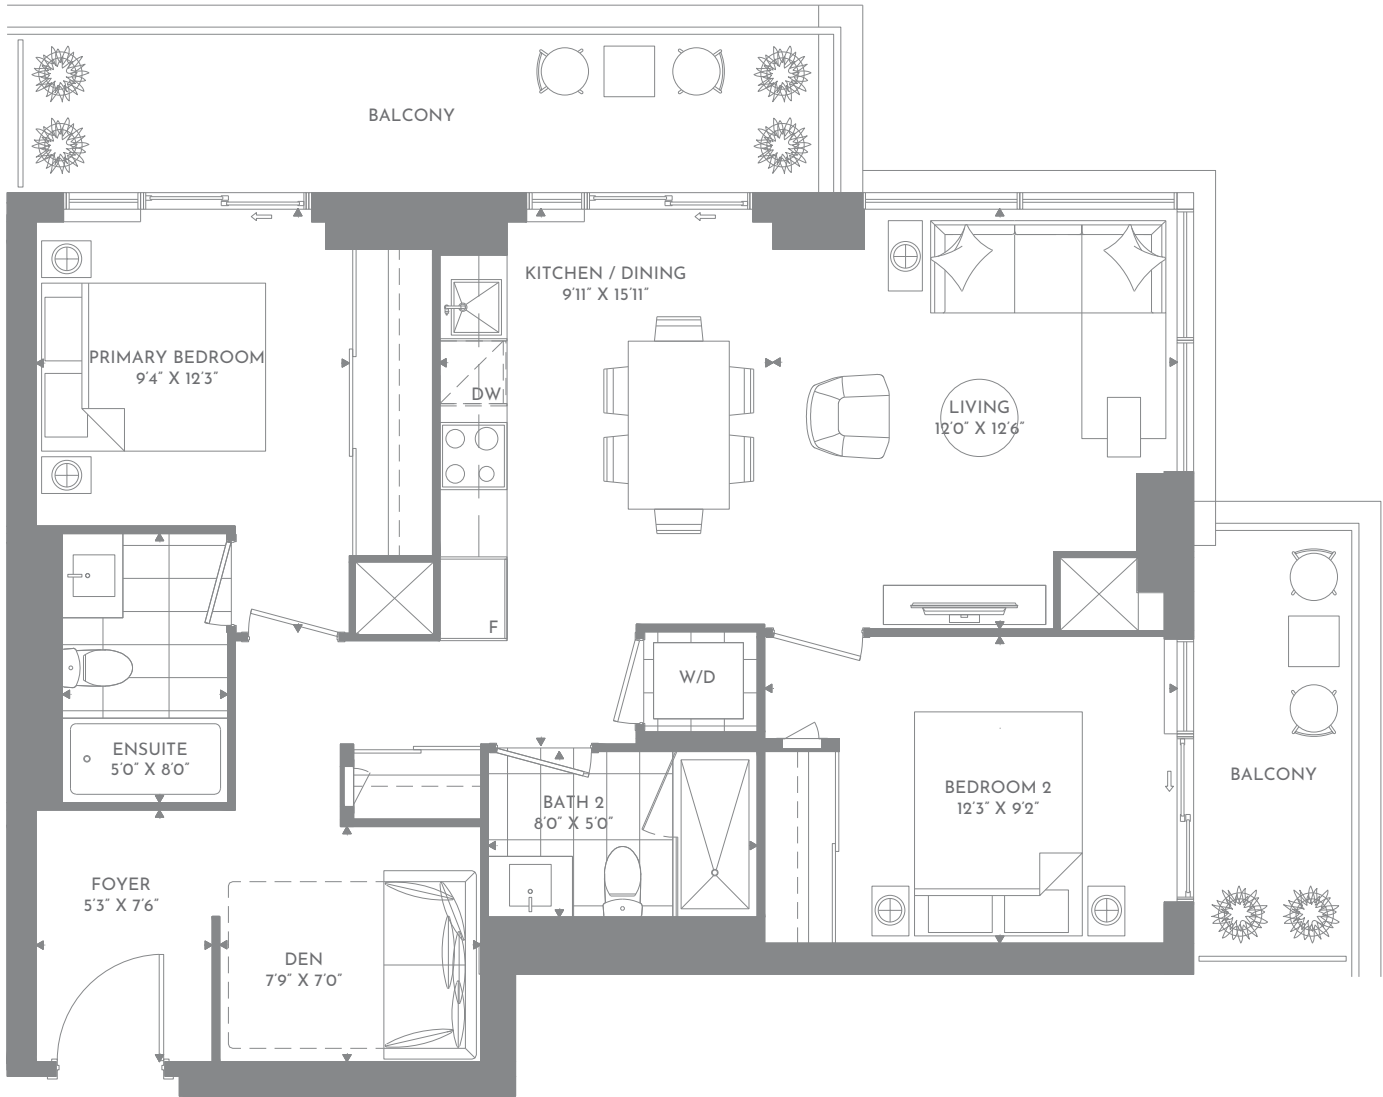 BALCONY
KITCHEN / DINING
9'11" X 15'11"
PRIMARY BEDROOM
9'4" X 12'3"
DW
LIVING
12'0" X 12'6"
F
W/D
ENSUITE
5'0" X 8'0"
BATH 2
8'0" X 5'0"
BEDROOM 2
12'3" X 9'2"
BALCONY
FOYER
5'3" X 7'6"
DEN
7'9" X 7'0"